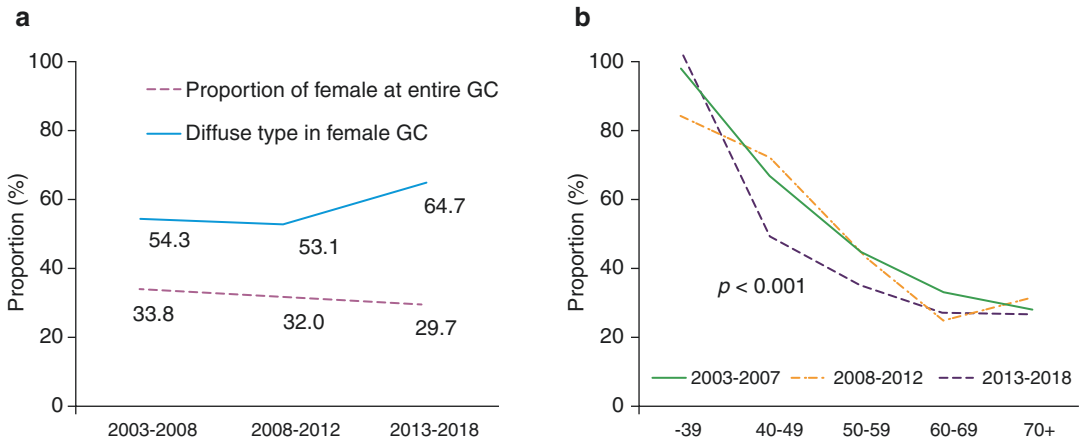 a
Proportion (%)
100
80
60
40
20
0
Proportion of female at entire GC
Diffuse type in female GC
54.3
53.1
64.7
33.8
32.0
29.7
2003-2008 2008-2012 2013-2018
b
Proportion (%)
100
80
60
40
20
0
p < 0.001
2003-2007 2008-2012 2013-2018
-39 40-49 50-59 60-69 70+